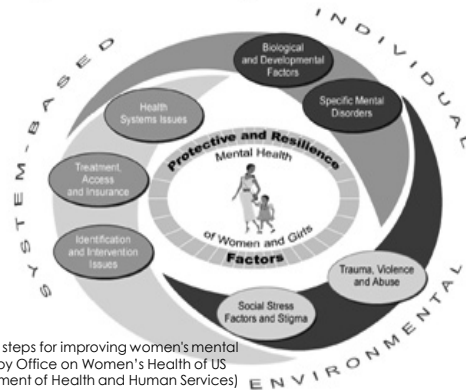 SYSTEM-BASED
INDIVIDUAL
ENVIRONMENTAL
Biological
and Developmental
Factors
Specific Mental
Disorders
Health
Systems Issues
Treatment,
Access
and Insurance
Identification
and Intervention
Issues
Protective and Resilience
Mental Health
of Women and Girls
Factors
Trauma, Violence
and Abuse
Social Stress
Factors and Stigma
steps for improving women's mental
by Office on Women's Health of US
ment of Health and Human Services)